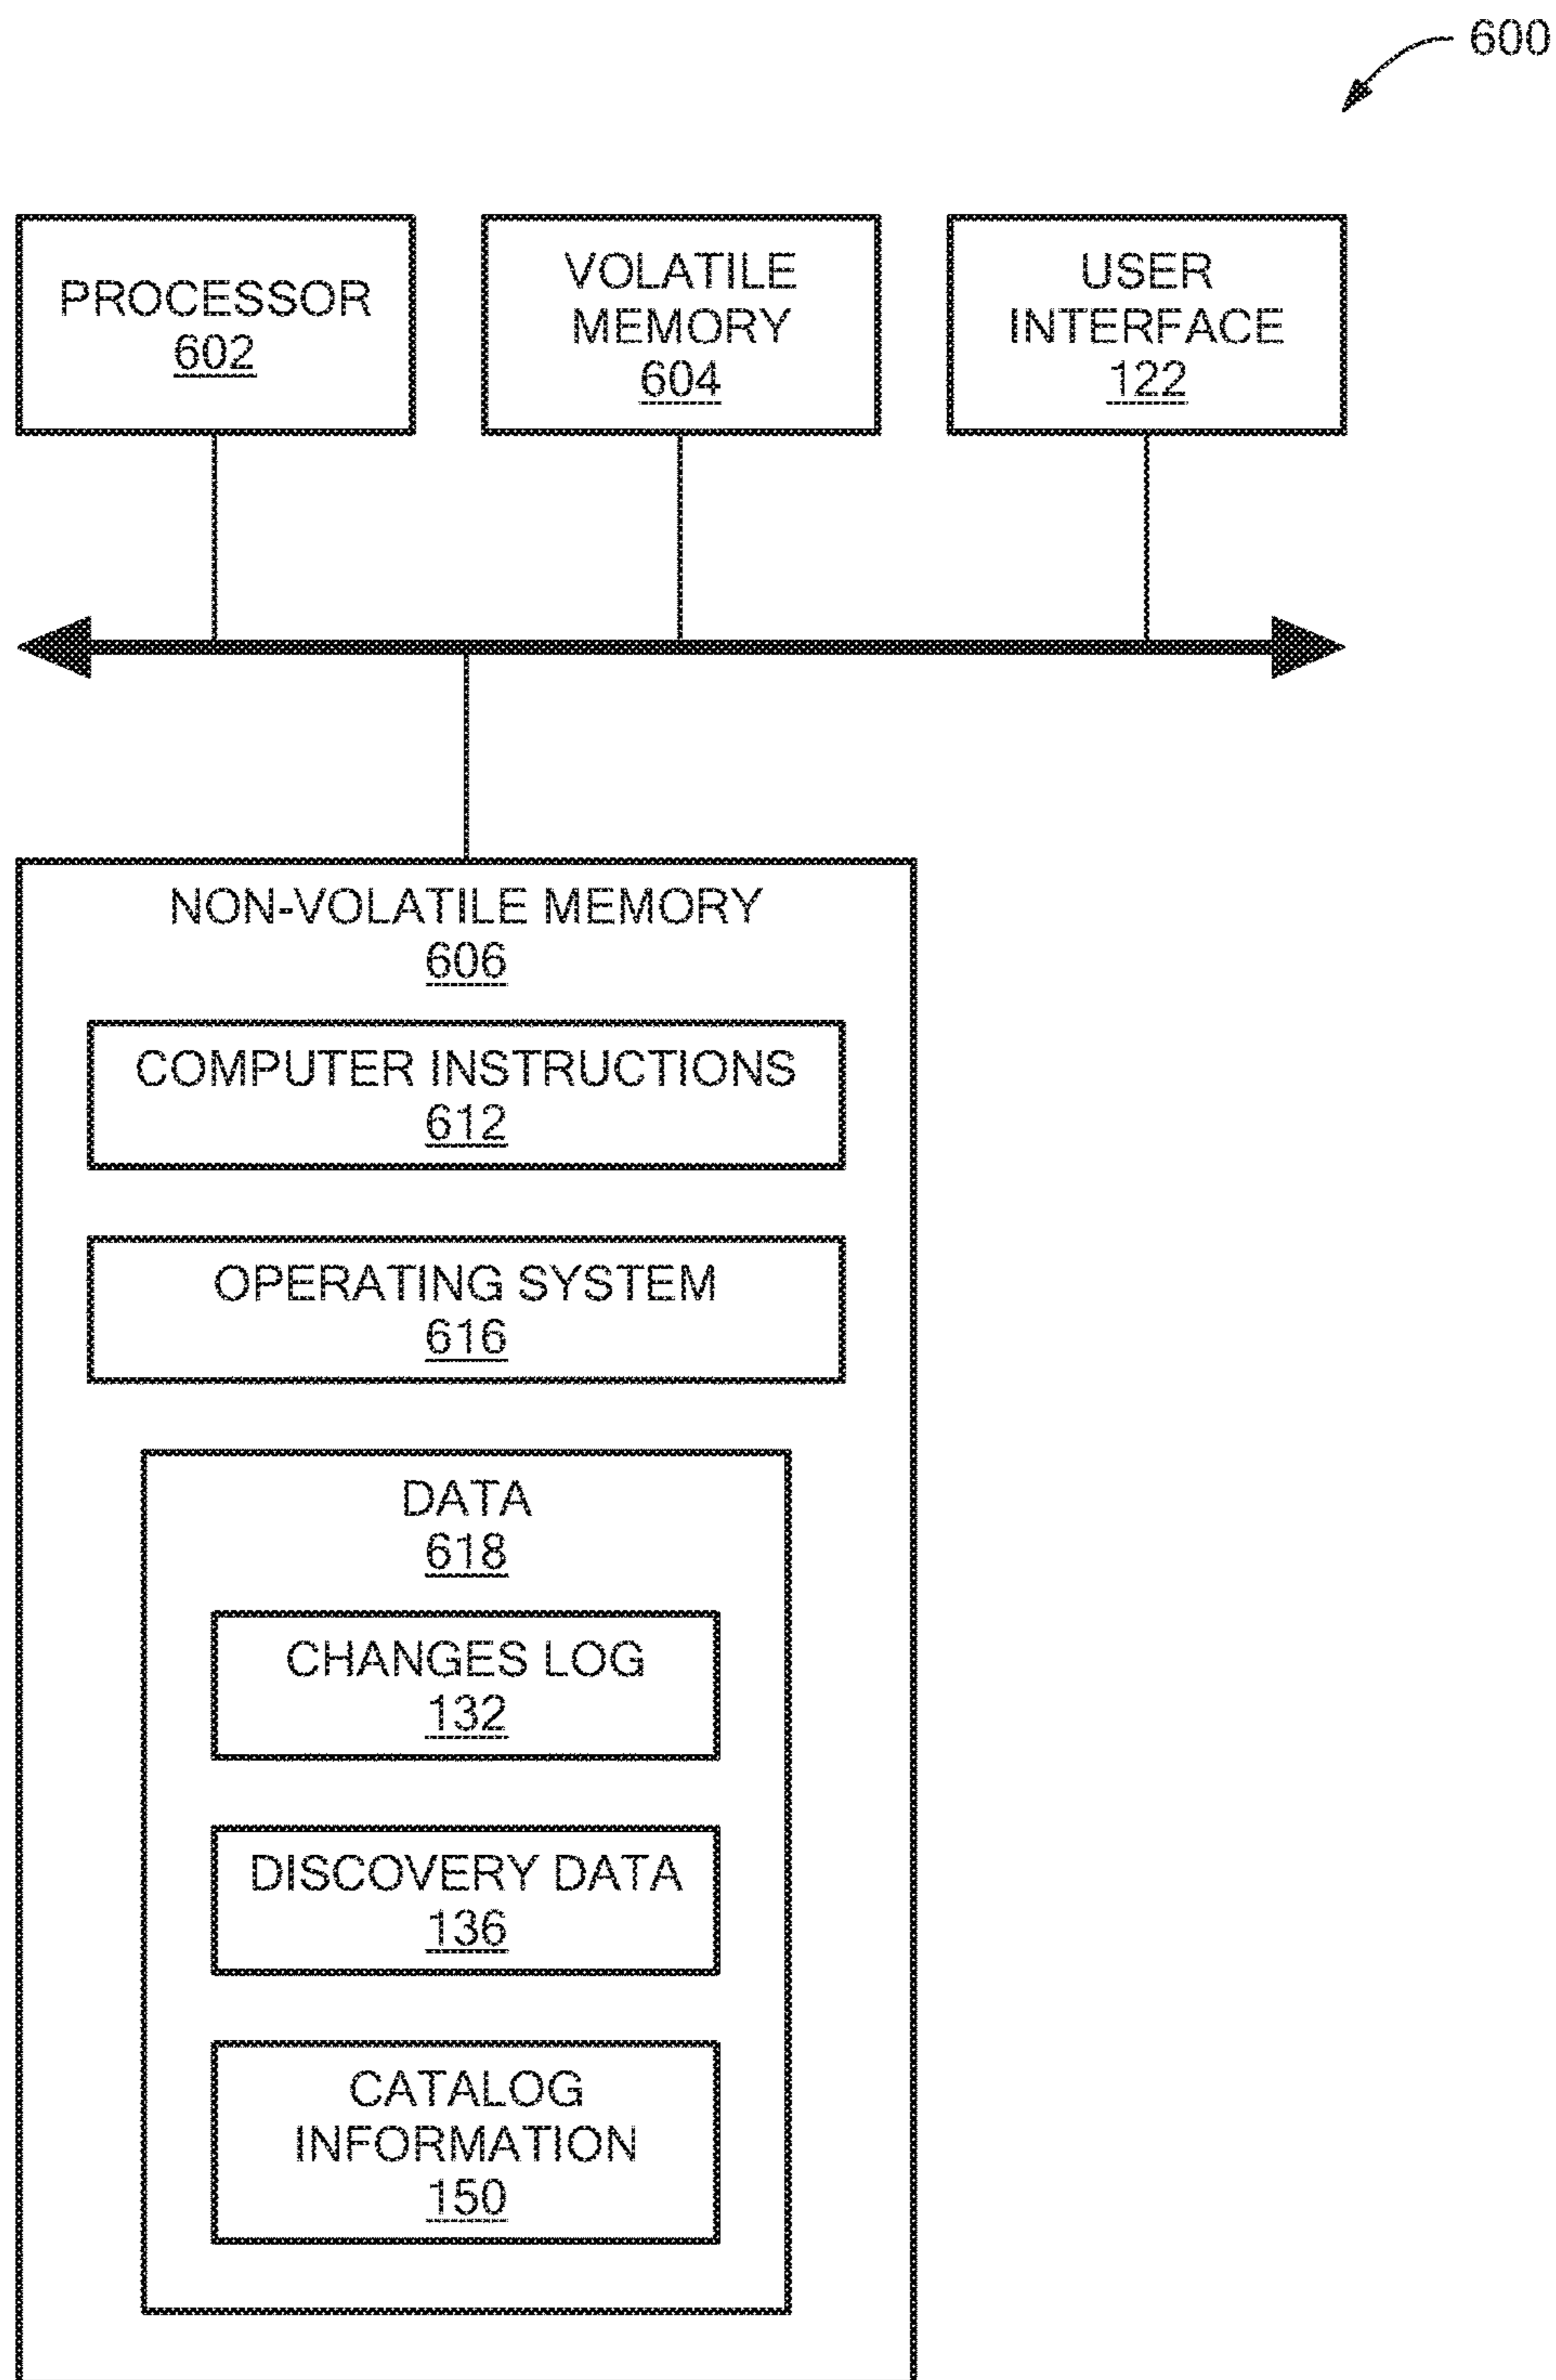 600
PROCESSOR
602
VOLATILE
MEMORY
604
USER
INTERFACE
122
NON-VOLATILE MEMORY
606
COMPUTER INSTRUCTIONS
612
OPERATING SYSTEM
616
DATA
618
CHANGES LOG
132
DISCOVERY DATA
136
CATALOG
INFORMATION
150